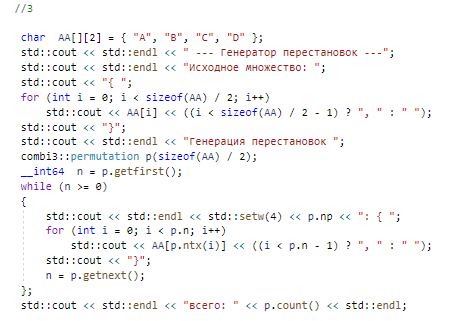 //3
char  AA[][2] = { "A", "B", "C", "D" };
std::cout << std::endl << " --- Генератор перестановок ---";
std::cout << std::endl << "Исходное множество: ";
std::cout << "{ ";
for (int i = 0; i < sizeof(AA) / 2; i++)
    std::cout << AA[i] << ((i < sizeof(AA) / 2 - 1) ? ", " : " ");
std::cout << "}";
std::cout << std::endl << "Генерация перестановок ";
combi3::permutation p(sizeof(AA) / 2);
__int64  n = p.getfirst();
while (n >= 0)
{
    std::cout << std::endl << std::setw(4) << p.np << ": { ";
    for (int i = 0; i < p.n; i++)
        std::cout << AA[p.ntx(i)] << ((i < p.n - 1) ? ", " : " ");
    std::cout << "}";
    n = p.getnext();
};
std::cout << std::endl << "всего: " << p.count() << std::endl;